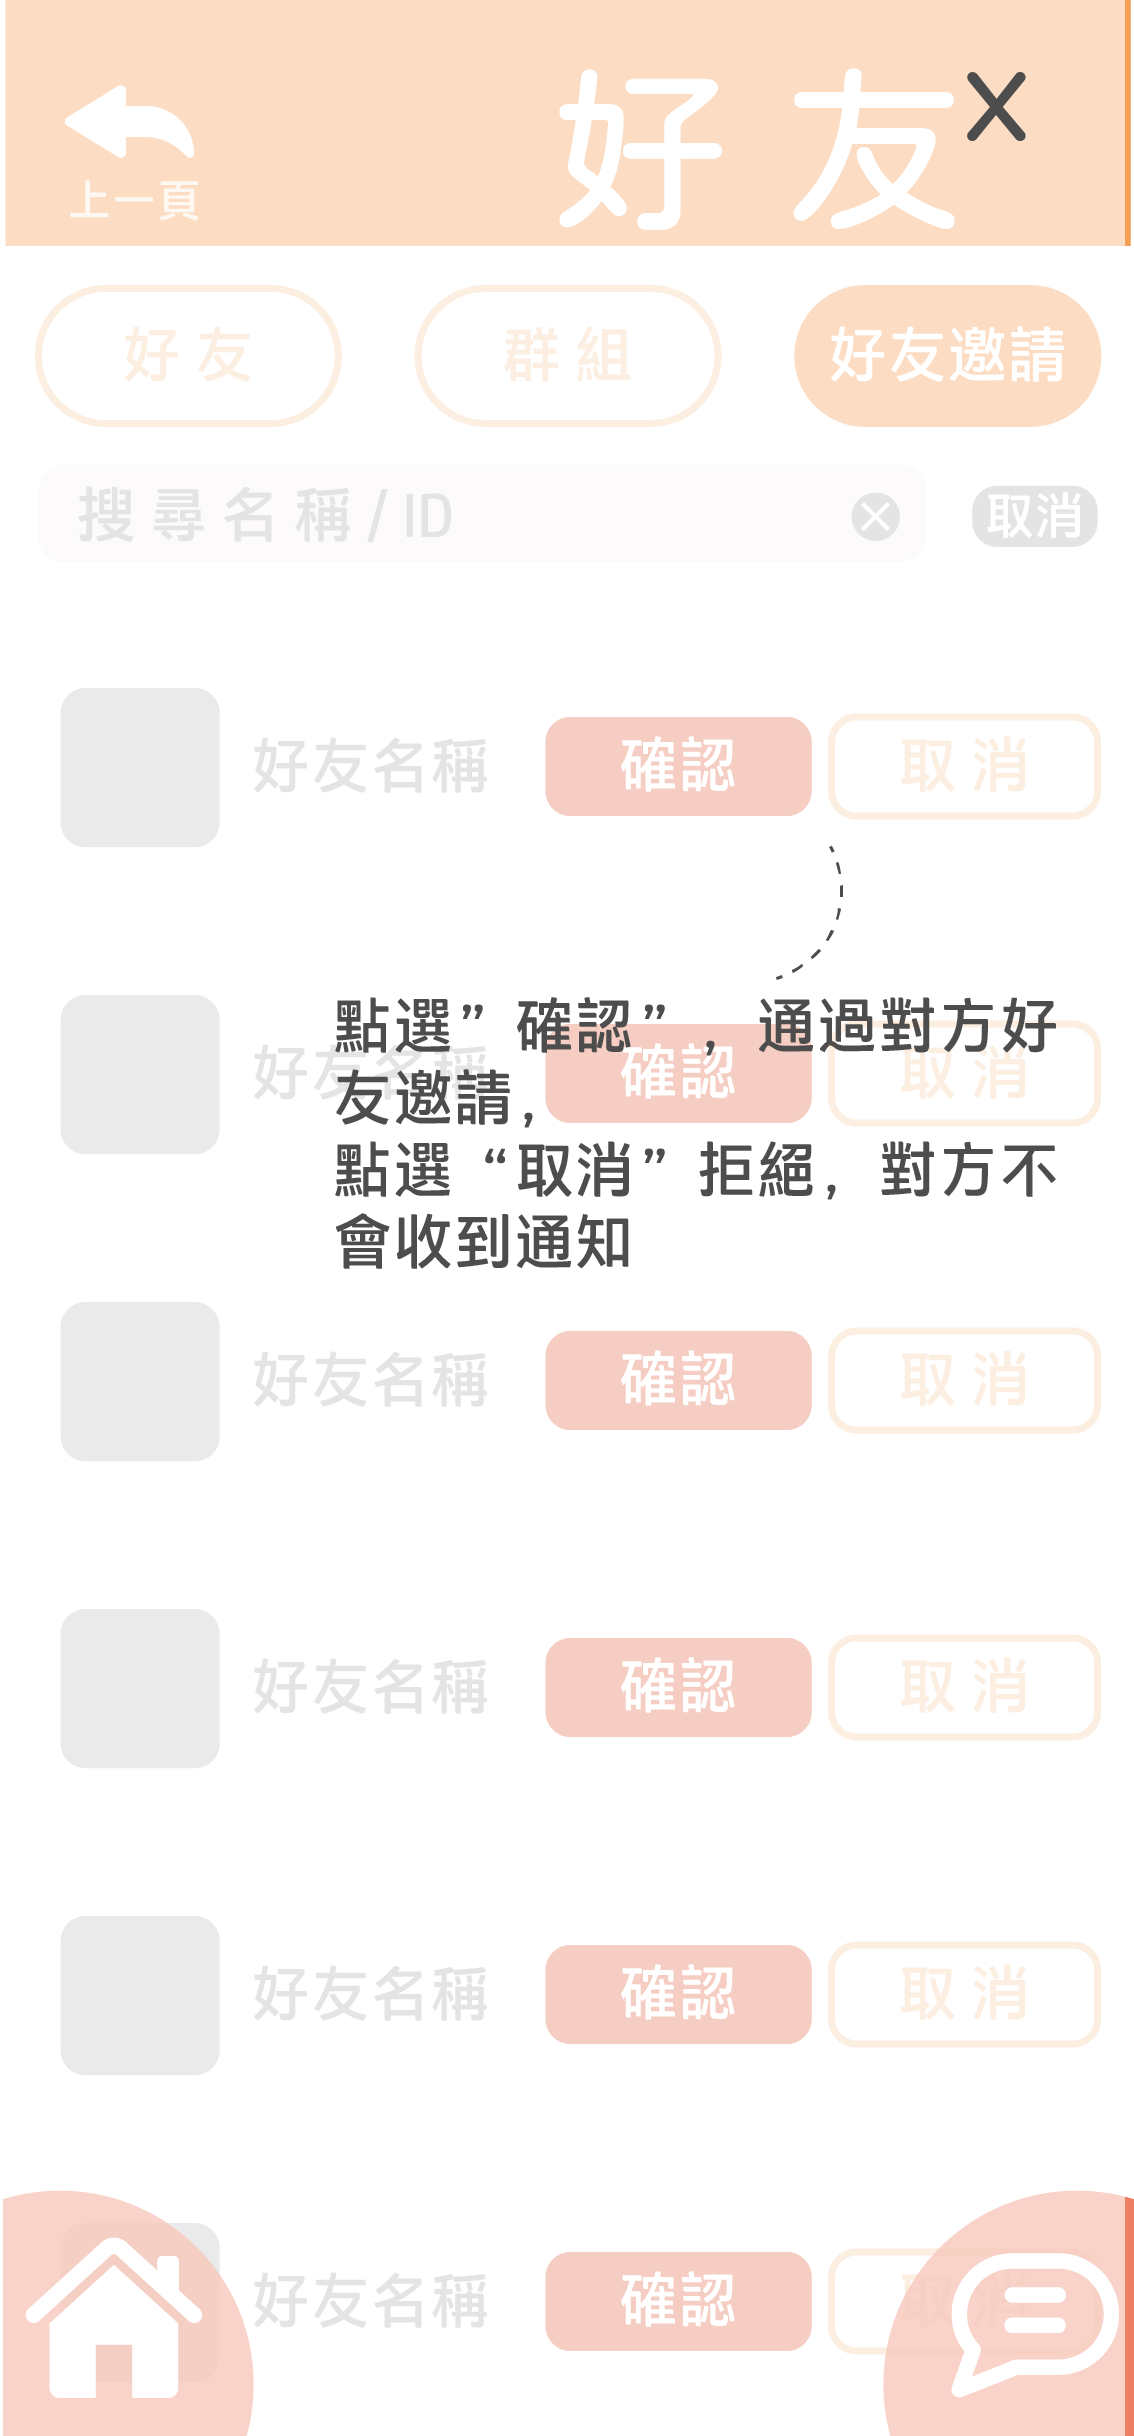 好 友
X
上一頁
好 友
群 組
好友邀請
搜 尋 名 稱 / ID
取消
好友名稱 確認 取 消
點選”確認”，通過對方好
友邀請，
點選“取消”拒絕，對方不
會收到通知
好友名稱 確認 取 消
好友名稱 確認 取 消
好友名稱 確認 取 消
好友名稱 確認 取 消
好友名稱 確認 取 消